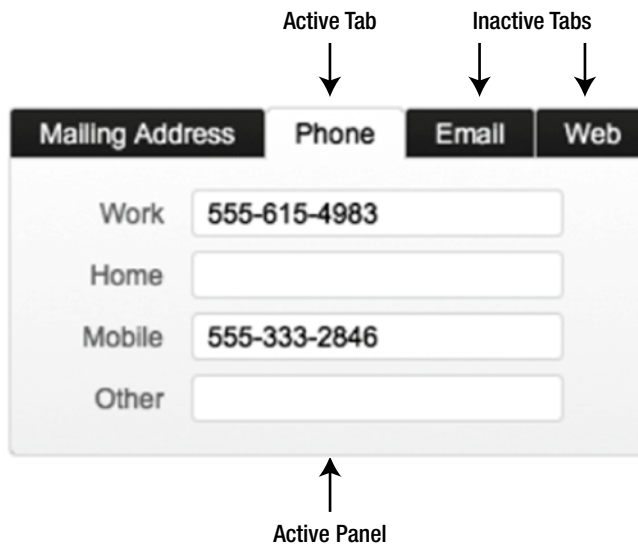 Active Tab Inactive Tabs
Mailing Address Phone Email Web
Work 555-615-4983
Home
Mobile 555-333-2846
Other
Active Panel